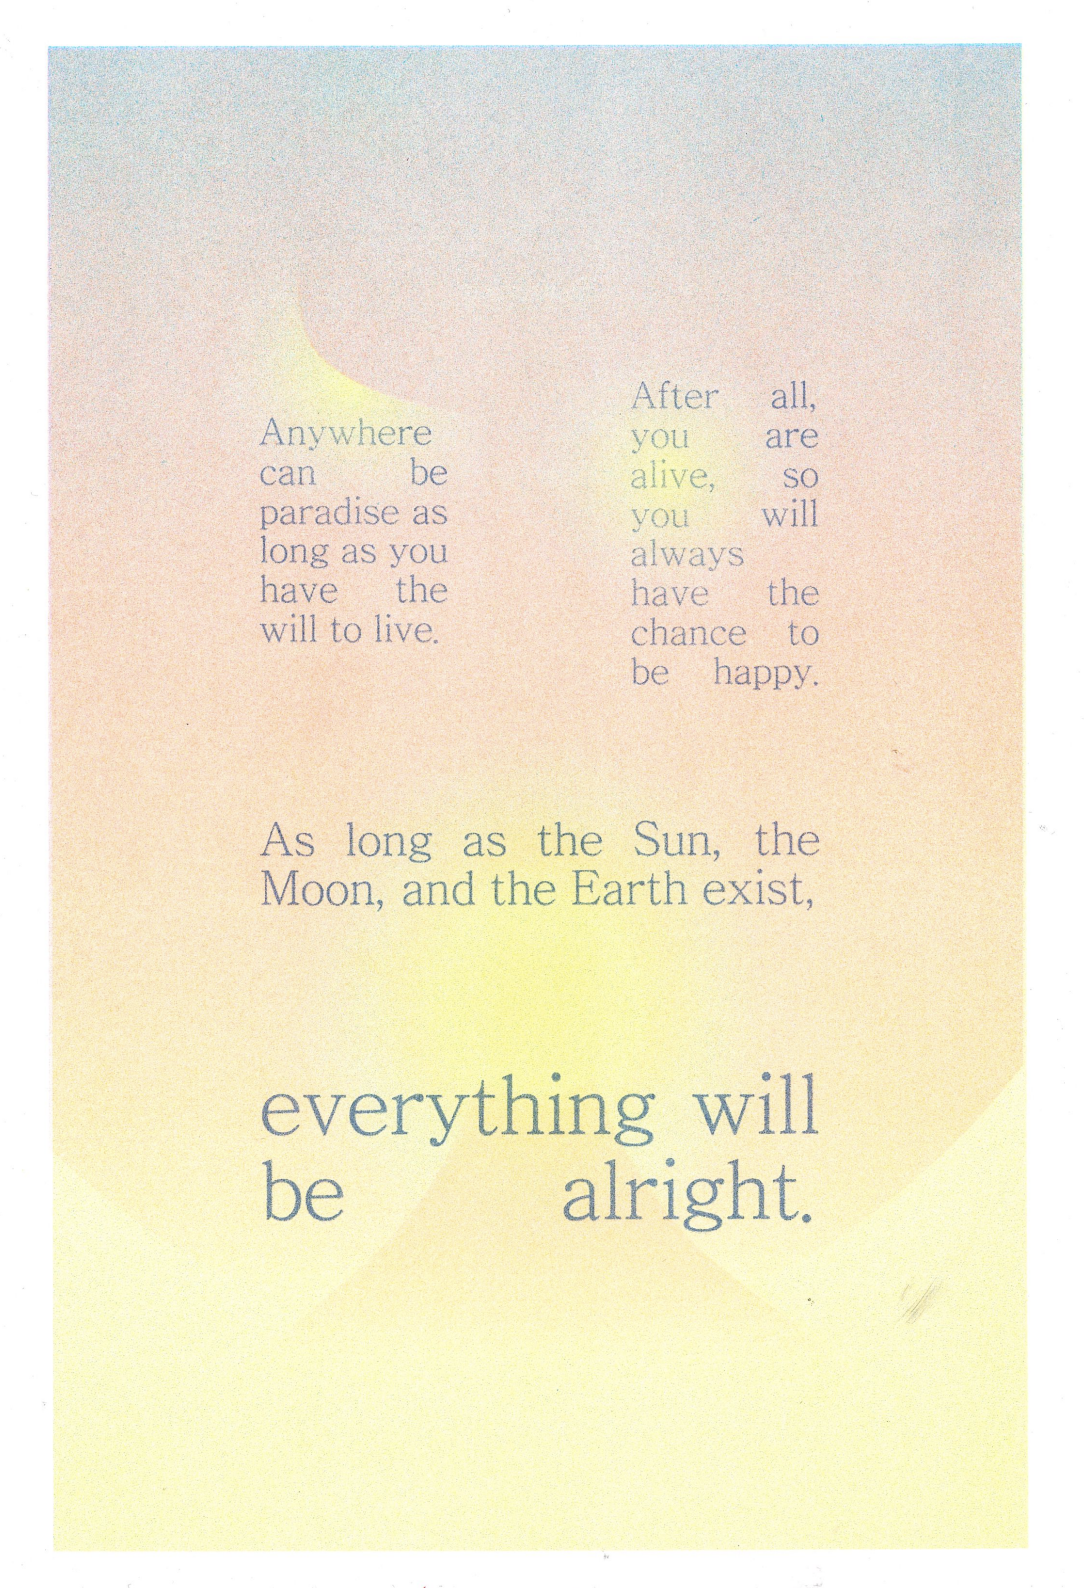 Anywhere
can be
paradise as
long as you
have the
will to live.
After all,
you are
alive, so
you will
always
have the
chance to
be happy.
As long as the Sun, the
Moon, and the Earth exist,
everything will
be alright.